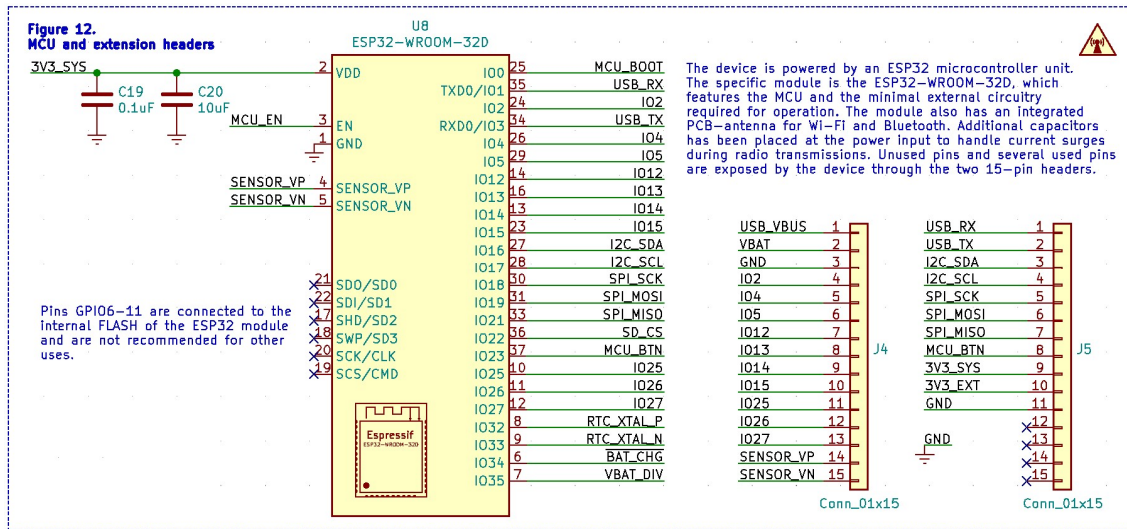 Figure 12.
MCU and extension headers
U8
ESP32-WROOM-32D
3V3_SYS
C19
0.1uF
C20
10uF
2 VDD
MCU_EN 3 EN
1 GND
SENSOR_VP 4 SENSOR_VP
SENSOR_VN 5 SENSOR_VN
21 SDO/SD0
22 SDI/SD1
17 SHD/SD2
18 SWP/SD3
20 SCK/CLK
19 SCS/CMD
Pins GPIO6-11 are connected to the
internal FLASH of the ESP32 module
and are not recommended for other
uses.
Espressif
ESP32-WROOM-32D
IO0 25 MCU_BOOT
TXD0/IO1 35 USB_RX
IO2 24 IO2
RXD0/IO3 34 USB_TX
IO4 26 IO4
IO5 29 IO5
IO12 14 IO12
IO13 16 IO13
IO14 13 IO14
IO15 23 IO15
IO16 27 I2C_SDA
IO17 28 I2C_SCL
IO18 30 SPI_SCK
IO19 31 SPI_MOSI
IO21 33 SPI_MISO
IO22 36 SD_CS
IO23 37 MCU_BTN
IO25 10 IO25
IO26 11 IO26
IO27 12 IO27
IO32 8 RTC_XTAL_P
IO33 9 RTC_XTAL_N
IO34 6 BAT_CHG
IO35 7 VBAT_DIV
The device is powered by an ESP32 microcontroller unit.
The specific module is the ESP32-WROOM-32D, which
features the MCU and the minimal external circuitry
required for operation. The module also has an integrated
PCB-antenna for Wi-Fi and Bluetooth. Additional capacitors
has been placed at the power input to handle current surges
during radio transmissions. Unused pins and several used pins
are exposed by the device through the two 15-pin headers.
USB_VBUS 1
VBAT 2
GND 3
IO2 4
IO4 5
IO5 6
IO12 7
IO13 8
IO14 9
IO15 10
IO25 11
IO26 12
IO27 13
SENSOR_VP 14
SENSOR_VN 15
J4
Conn_01x15
USB_RX 1
USB_TX 2
I2C_SDA 3
I2C_SCL 4
SPI_SCK 5
SPI_MOSI 6
SPI_MISO 7
MCU_BTN 8
3V3_SYS 9
3V3_EXT 10
GND 11
12
GND 13
14
15
J5
Conn_01x15